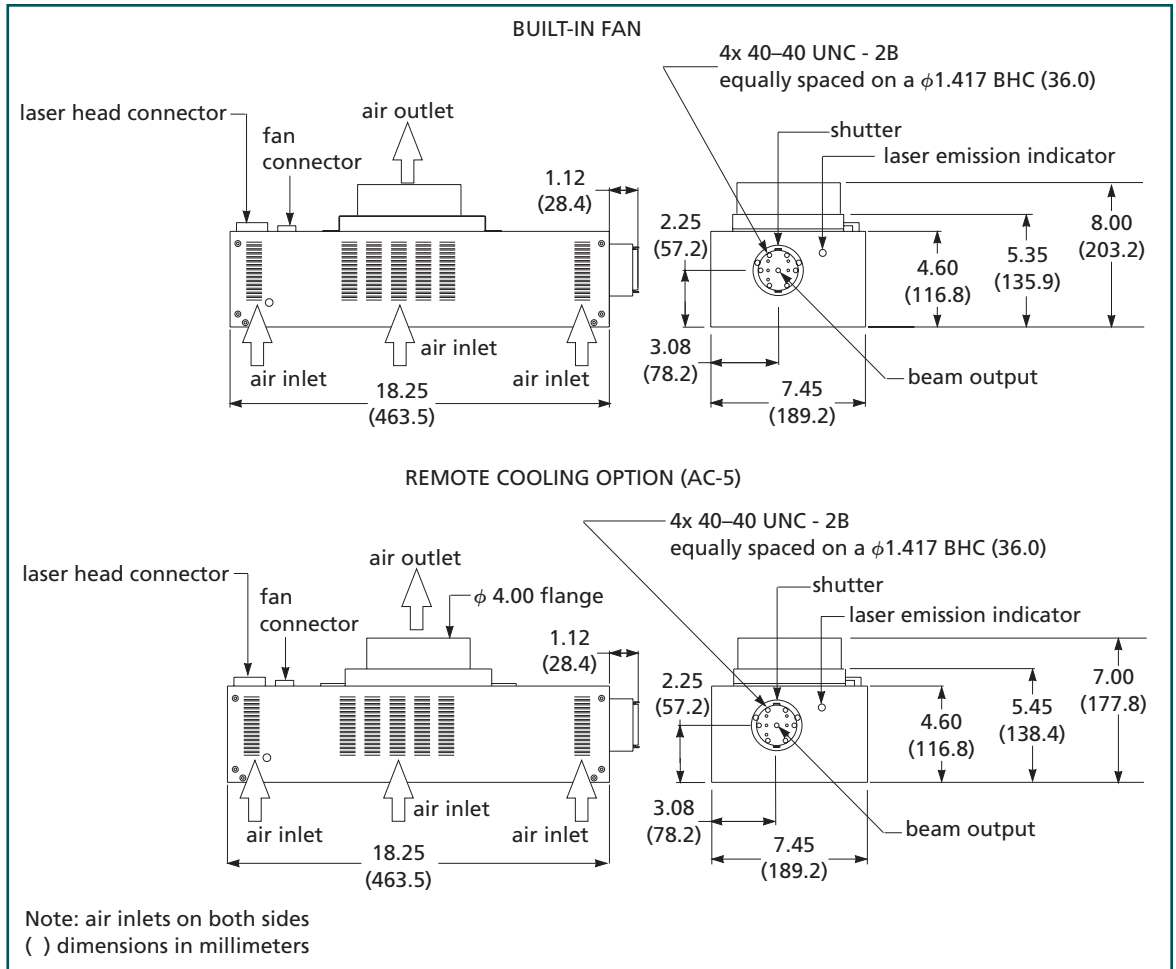 BUILT-IN FAN
4x 40–40 UNC - 2B
equally spaced on a ϕ1.417 BHC (36.0)
laser head connector
air outlet
fan
connector
shutter
laser emission indicator
1.12
(28.4)
2.25
(57.2)
8.00
(203.2)
5.35
(135.9)
4.60
(116.8)
air inlet
air inlet
air inlet
18.25
(463.5)
3.08
(78.2)
beam output
7.45
(189.2)
REMOTE COOLING OPTION (AC-5)
4x 40–40 UNC - 2B
equally spaced on a ϕ1.417 BHC (36.0)
laser head connector
air outlet
fan
connector
ϕ 4.00 flange
shutter
laser emission indicator
1.12
(28.4)
2.25
(57.2)
7.00
(177.8)
5.45
(138.4)
4.60
(116.8)
air inlet
air inlet
air inlet
18.25
(463.5)
3.08
(78.2)
beam output
7.45
(189.2)
Note: air inlets on both sides
( ) dimensions in millimeters